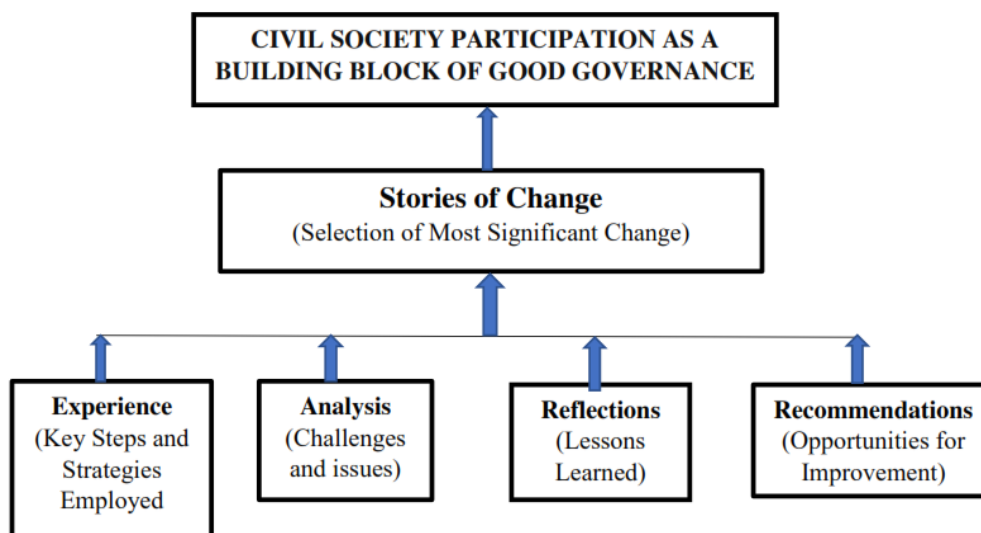 CIVIL SOCIETY PARTICIPATION AS A
BUILDING BLOCK OF GOOD GOVERNANCE
Stories of Change
(Selection of Most Significant Change)
Experience
(Key Steps and
Strategies
Employed
Analysis
(Challenges
and issues)
Reflections
(Lessons
Learned)
Recommendations
(Opportunities for
Improvement)